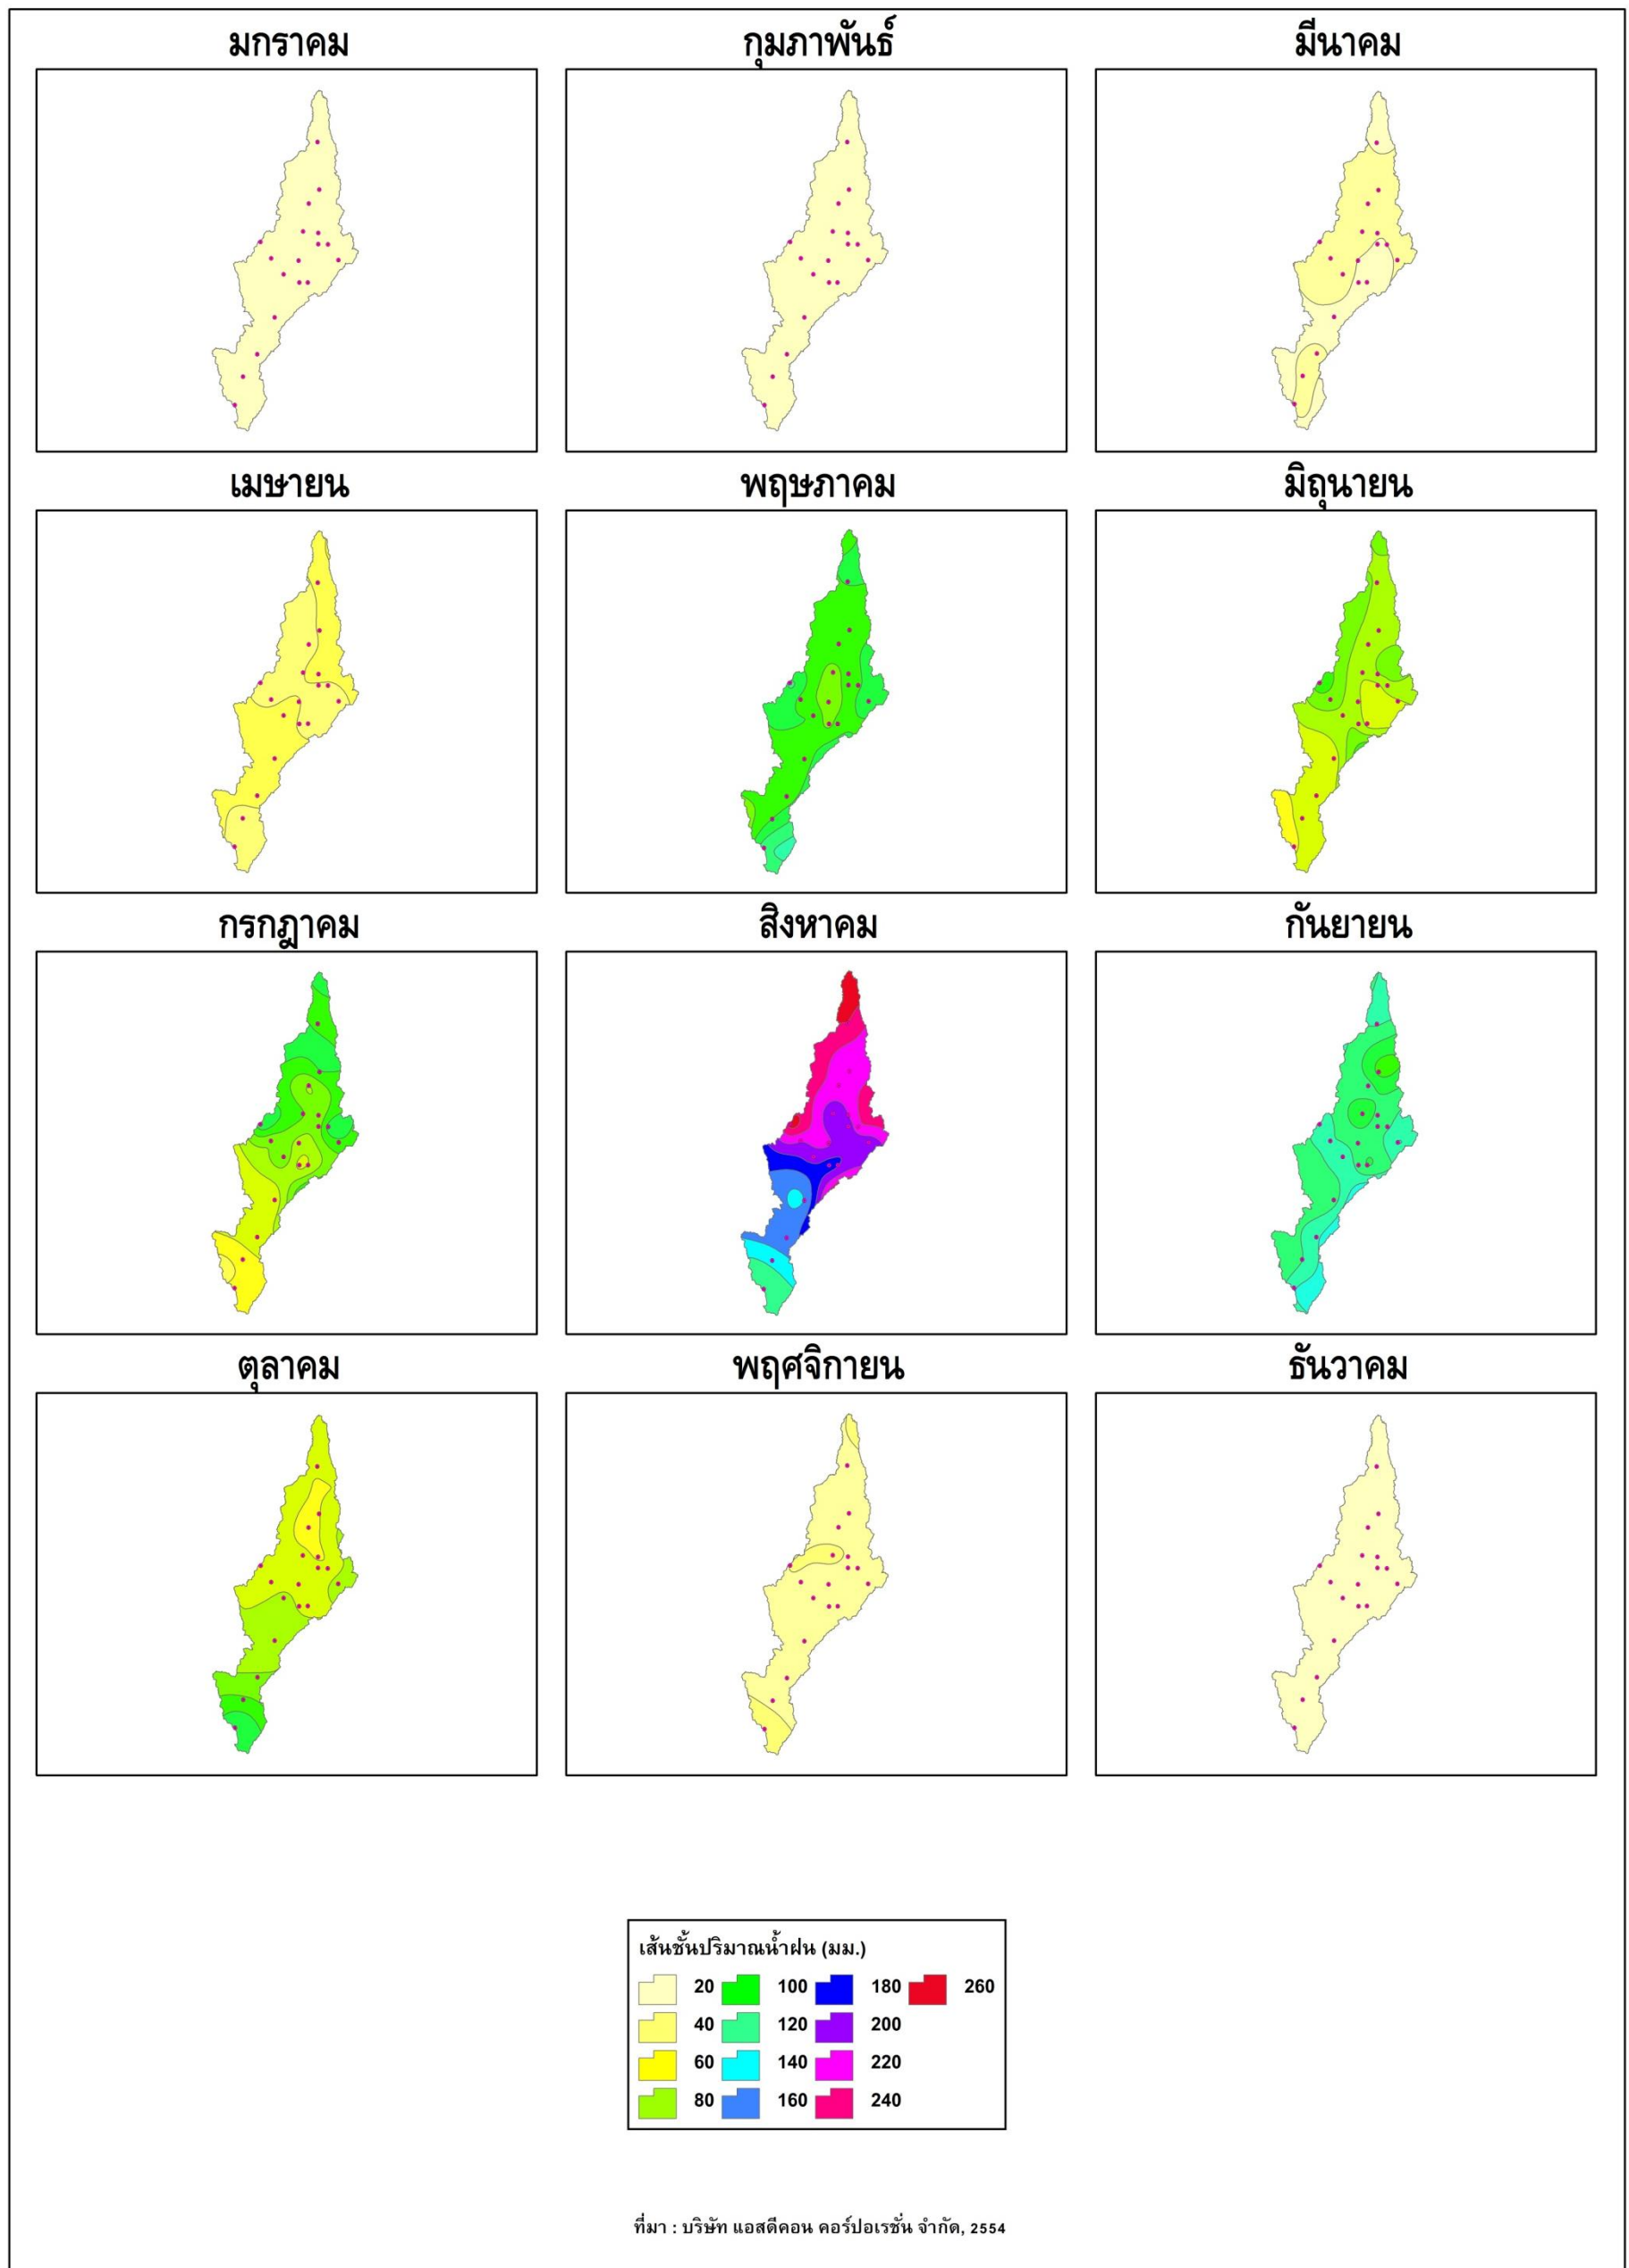 มกราคม
กุมภาพันธ์
มีนาคม
เมษายน
พฤษภาคม
มิถุนายน
กรกฎาคม
สิงหาคม
กันยายน
ตุลาคม
พฤศจิกายน
ธันวาคม
เส้นชั้นปริมาณน้ำฝน (มม.)
20 100 180 260
40 120 200
60 140 220
80 160 240
ที่มา : บริษัท แอสดีคอน คอร์ปอเรชั่น จำกัด, 2554